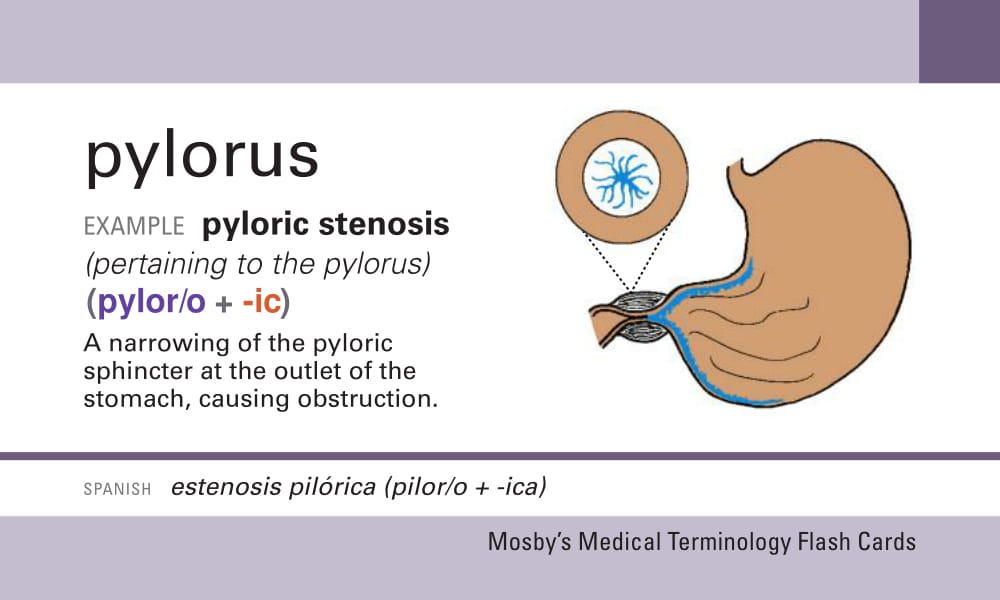 pylorus
EXAMPLE pyloric stenosis
(pertaining to the pylorus)
(pylor/o + -ic)
A narrowing of the pyloric
sphincter at the outlet of the
stomach, causing obstruction.
SPANISH estenosis pilórica (pilor/o + -ica)
Mosby's Medical Terminology Flash Cards